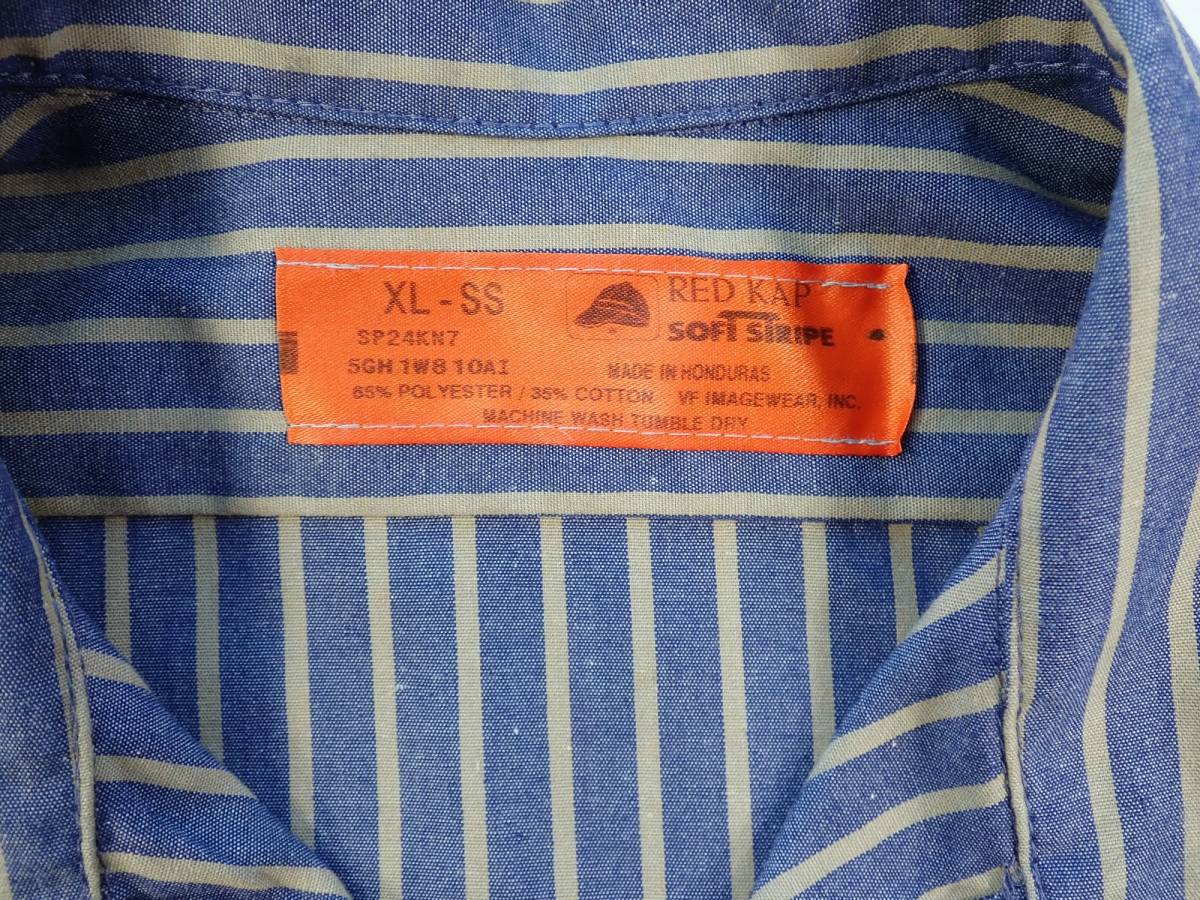 XL - SS
RED KAP
SOFT STRIPE
SP24KN7
5GH 1W8 10AI
MADE IN HONDURAS
65% POLYESTER / 35% COTTON VF IMAGEWEAR, INC.
MACHINE WASH TUMBLE DRY